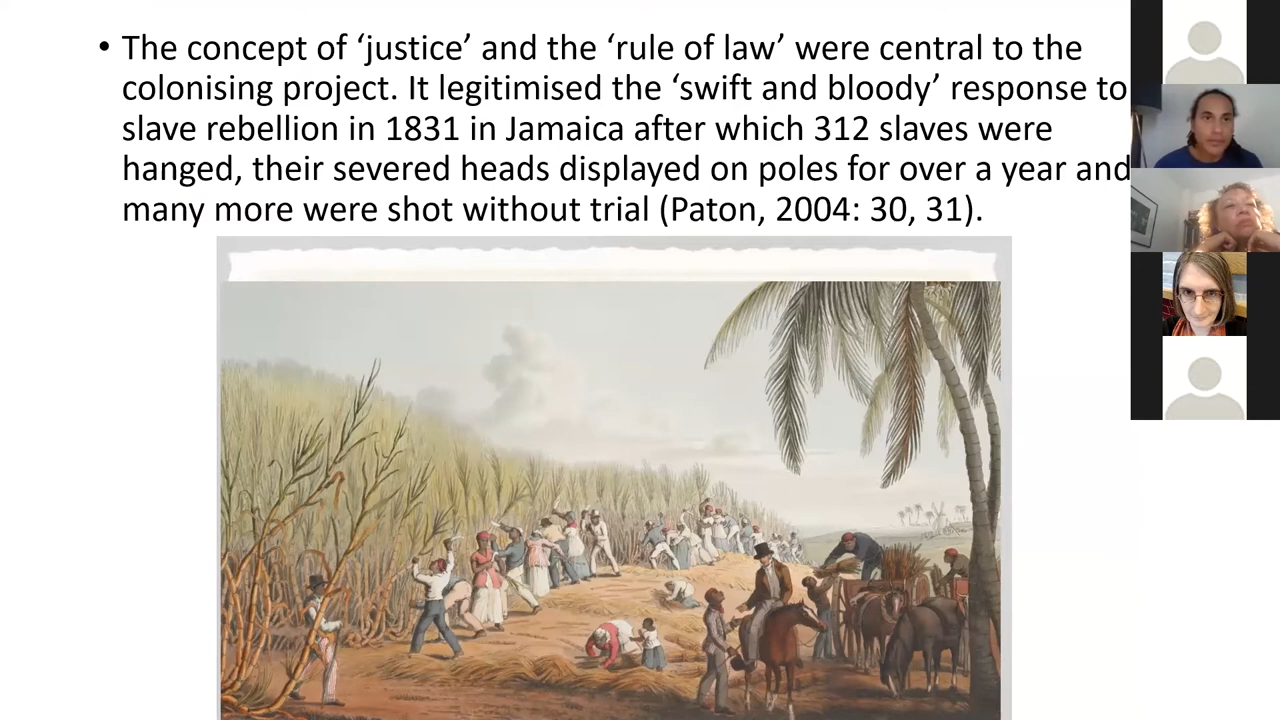 • The concept of ‘justice’ and the ‘rule of law’ were central to the
colonising project. It legitimised the ‘swift and bloody’ response to
slave rebellion in 1831 in Jamaica after which 312 slaves were
hanged, their severed heads displayed on poles for over a year and
many more were shot without trial (Paton, 2004: 30, 31).